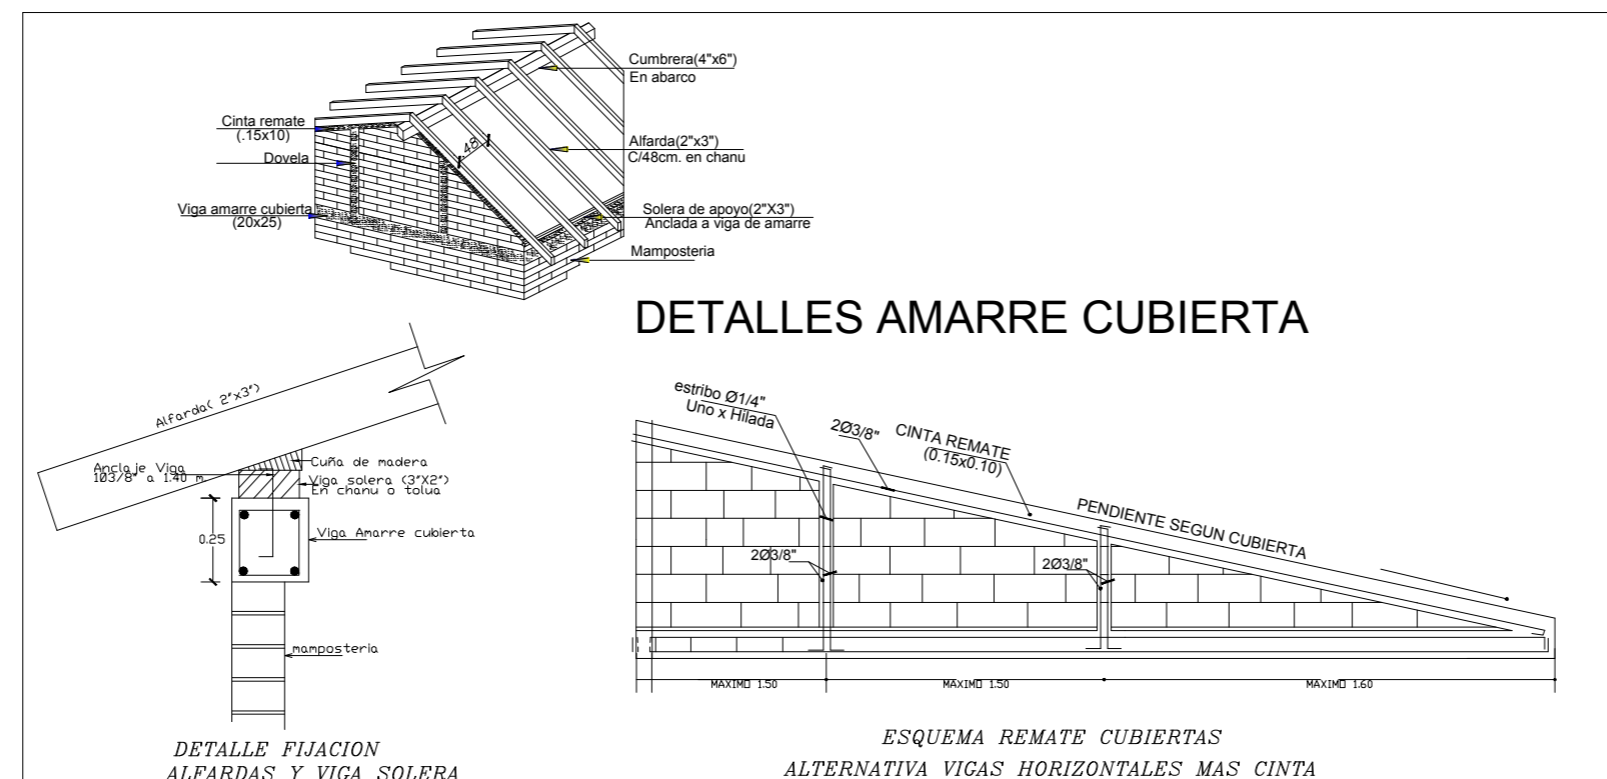 Cumbrera(4"x6")
En abarco
Cinta remate
(.15x10)
Dovela
48
Alfarda(2"x3")
C/48cm. en chanu
Viga amarre cubierta
(20x25)
Solera de apoyo(2"X3")
Anclada a viga de amarre
Mamposteria
DETALLES AMARRE CUBIERTA
Alfarda( 2"x3")
Anclaje Viga
1Ø3/8" a 1.40 m.
Cuña de madera
Viga solera (3"X2")
En chanu o tolua
0.25
Viga Amarre cubierta
mamposteria
DETALLE FIJACION
ALFARDAS Y VIGA SOLERA
estribo Ø1/4"
Uno x Hilada
2Ø3/8"
CINTA REMATE
(0.15x0.10)
PENDIENTE SEGUN CUBIERTA
2Ø3/8"
2Ø3/8"
MAXIMO 1.50
MAXIMO 1.50
MAXIMO 1.60
ESQUEMA REMATE CUBIERTAS
ALTERNATIVA VIGAS HORIZONTALES MAS CINTA